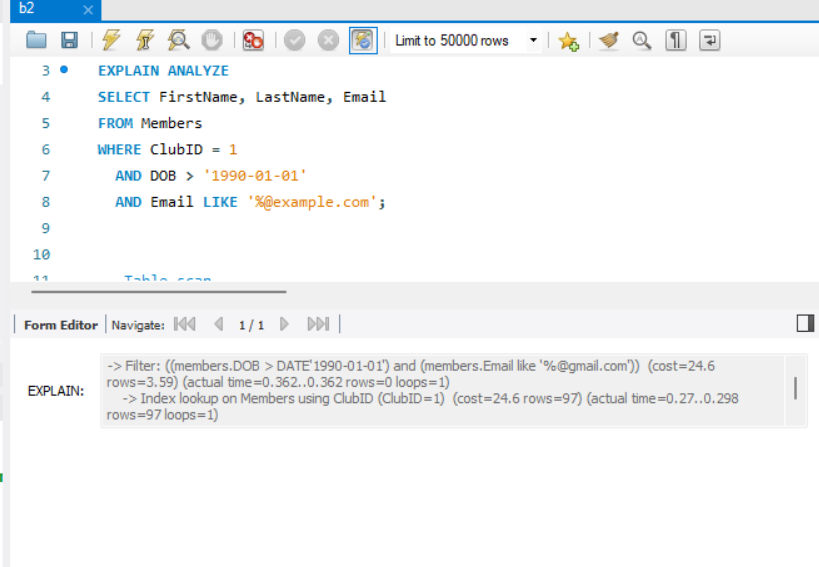 b2
Limit to 50000 rows
3 EXPLAIN ANALYZE
4 SELECT FirstName, LastName, Email
5 FROM Members
6 WHERE ClubID = 1
7 AND DOB > '1990-01-01'
8 AND Email LIKE '%@example.com';
9
10
11 Table scan
Form Editor Navigate: 1 / 1
EXPLAIN:
-> Filter: ((members.DOB > DATE'1990-01-01') and (members.Email like '%@gmail.com')) (cost=24.6
rows=3.59) (actual time=0.362..0.362 rows=0 loops=1)
-> Index lookup on Members using ClubID (ClubID=1) (cost=24.6 rows=97) (actual time=0.27..0.298
rows=97 loops=1)